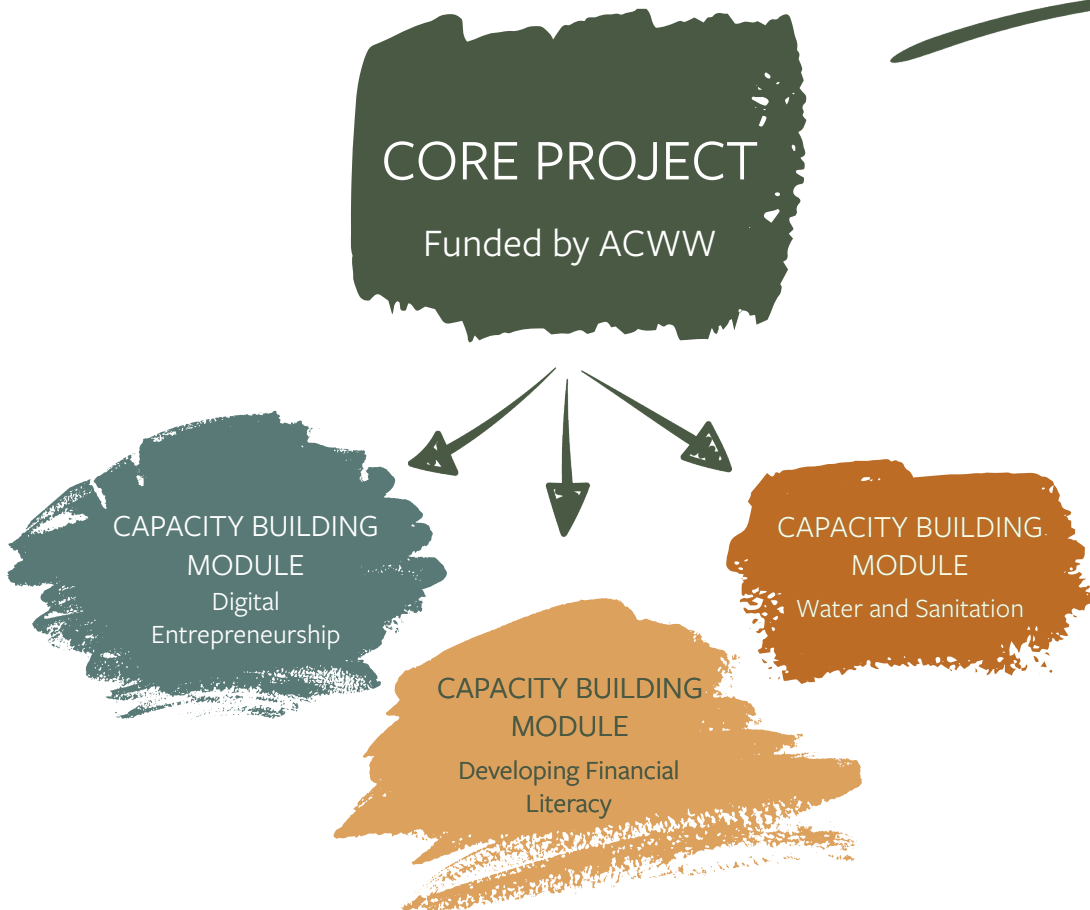 CORE PROJECT
Funded by ACWW
CAPACITY BUILDING
MODULE
Digital
Entrepreneurship
CAPACITY BUILDING
MODULE
Developing Financial
Literacy
CAPACITY BUILDING
MODULE
Water and Sanitation